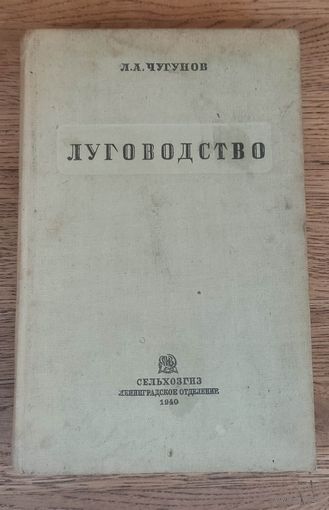 Л.А.ЧУГУНОВ
ЛУГОВОДСТВО
СЕЛЬХОЗГИЗ
ЛЕНИНГРАДСКОЕ ОТДЕЛЕНИЕ
1940